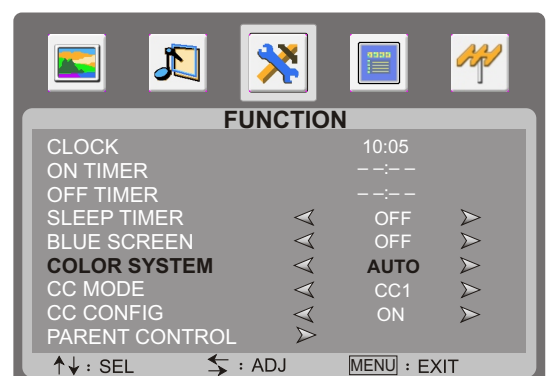 FUNCTION
CLOCK 10:05
ON TIMER – –:– –
OFF TIMER – –:– –
SLEEP TIMER OFF
BLUE SCREEN OFF
COLOR SYSTEM AUTO
CC MODE CC1
CC CONFIG ON
PARENT CONTROL
: SEL : ADJ MENU : EXIT